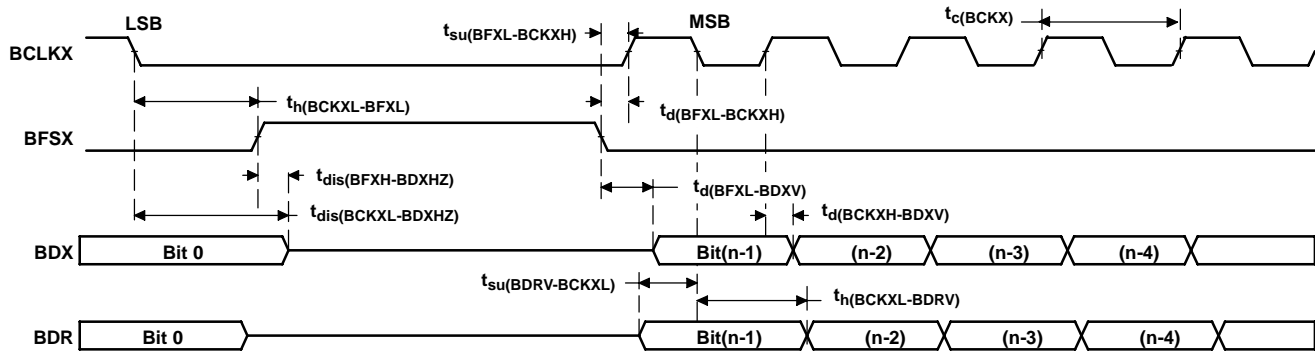 LSB
MSB
t_su(BFXL-BCKXH)
t_c(BCKX)
BCLKX
t_h(BCKXL-BFXL)
t_d(BFXL-BCKXH)
BFSX
t_dis(BFXH-BDXHZ)
t_d(BFXL-BDXV)
t_dis(BCKXL-BDXHZ)
t_d(BCKXH-BDXV)
BDX
Bit 0
Bit(n-1)
(n-2)
(n-3)
(n-4)
t_su(BDRV-BCKXL)
t_h(BCKXL-BDRV)
BDR
Bit 0
Bit(n-1)
(n-2)
(n-3)
(n-4)